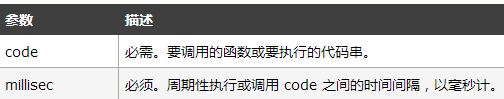 参数 描述
code 必需。要调用的函数或要执行的代码串。
millisec 必须。周期性执行或调用 code 之间的时间间隔，以毫秒计。